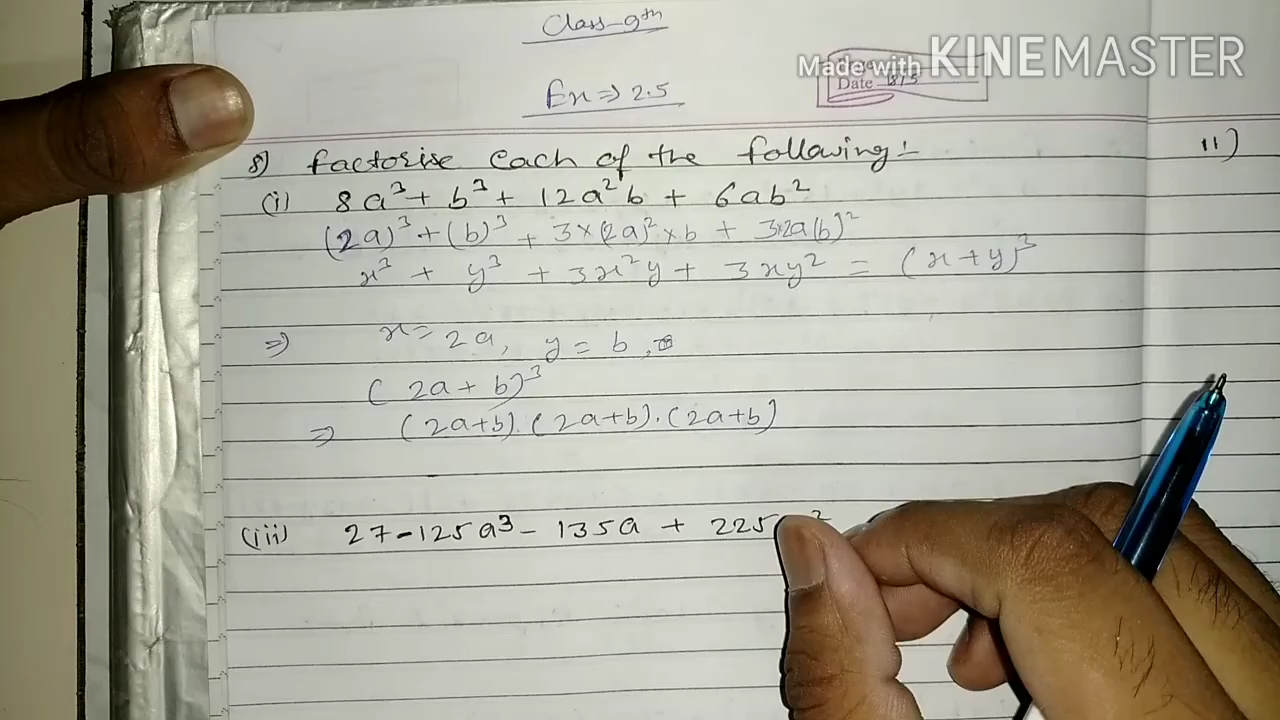 Class-9th
Made with KINEMASTER
Date 18/5
Ex => 2.5
8) factorise each of the following:-
11)
(i) 8a³ + b³ + 12a²b + 6ab²
(2a)³ + (b)³ + 3×(2a)²×b + 3×2a(b)²
x³ + y³ + 3x²y + 3xy² = (x+y)³
=> x = 2a, y = b,
(2a + b)³
=> (2a+b).(2a+b).(2a+b)
(iii) 27-125a³ - 135a + 225